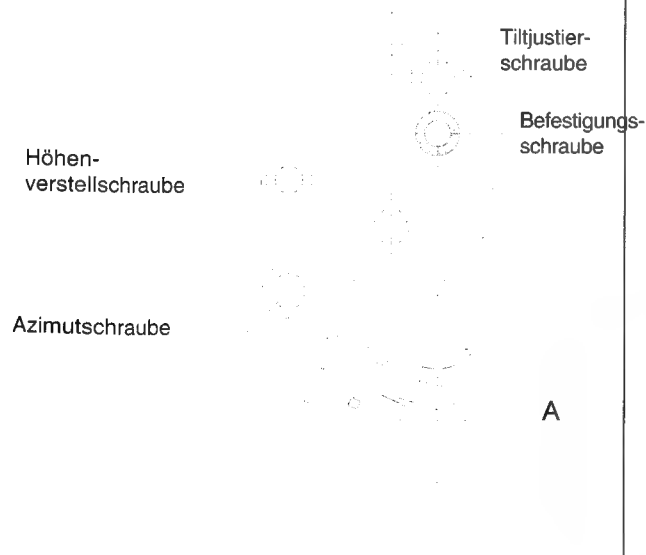 Tiltjustier-
schraube
Befestigungs-
schraube
Höhen-
verstellschraube
Azimutschraube
A